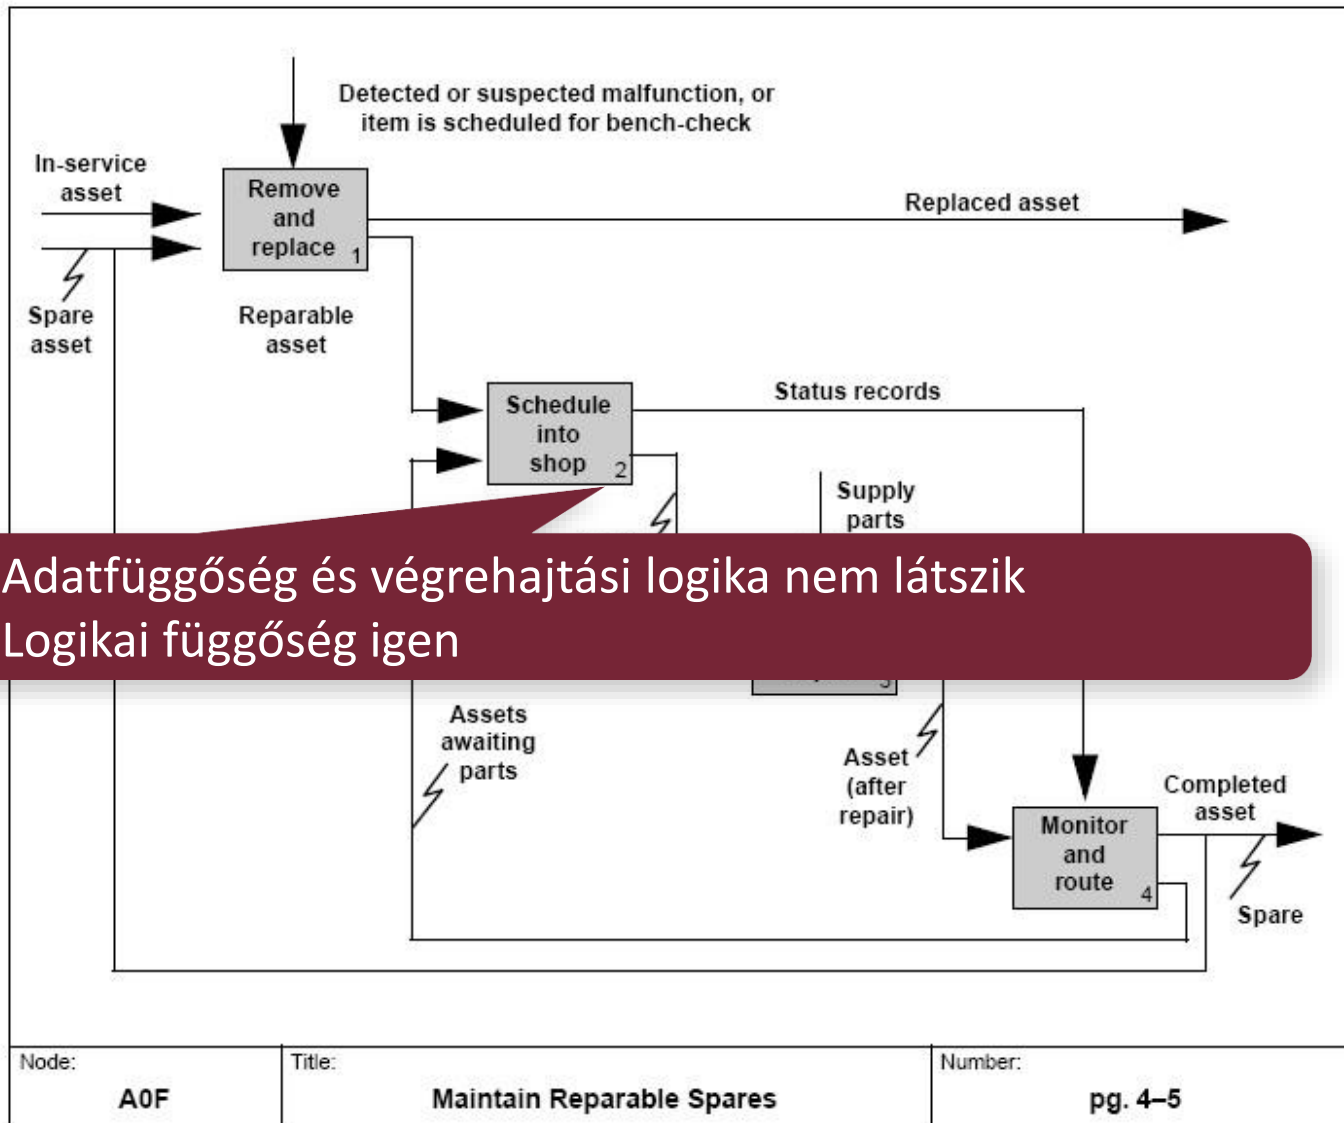 Detected or suspected malfunction, or
item is scheduled for bench-check
In-service
asset
Remove
and
replace 1
Replaced asset
Spare
asset
Reparable
asset
Schedule
into
shop 2
Status records
Supply
parts
Adatfüggőség és végrehajtási logika nem látszik
Logikai függőség igen
3
Assets
awaiting
parts
Asset
(after
repair)
Monitor
and
route 4
Completed
asset
Spare
Node:
A0F
Title:
Maintain Reparable Spares
Number:
pg. 4–5